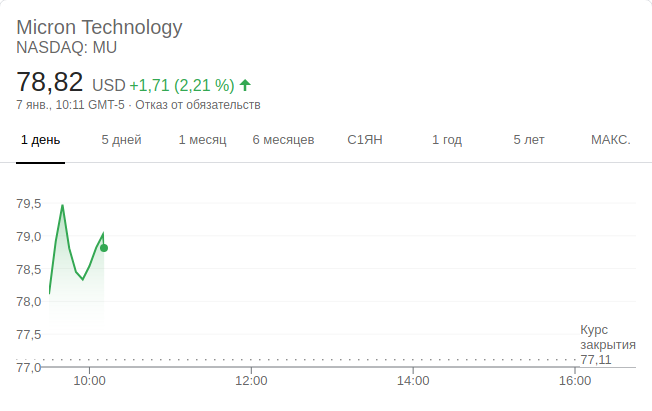 Micron Technology
NASDAQ: MU
78,82 USD +1,71 (2,21 %)
7 янв., 10:11 GMT-5 · Отказ от обязательств
1 день 5 дней 1 месяц 6 месяцев С1ЯН 1 год 5 лет МАКС.
79,5
79,0
78,5
78,0
77,5
77,0
Курс
закрытия
77,11
10:00 12:00 14:00 16:00